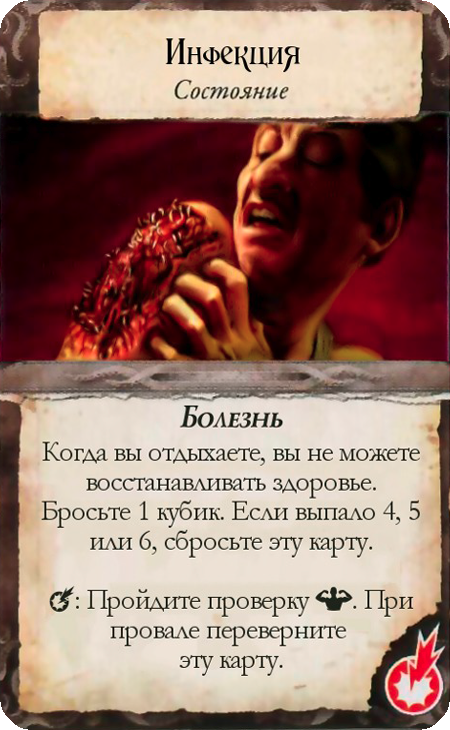 Инфекция
Состояние
Болезнь
Когда вы отдыхаете, вы не можете
восстанавливать здоровье.
Бросьте 1 кубик. Если выпало 4, 5
или 6, сбросьте эту карту.
: Пройдите проверку . При
провале переверните
эту карту.